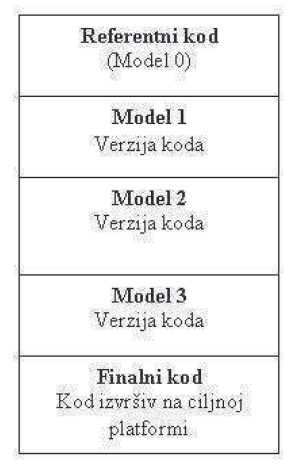 Referentni kod
(Model 0)
Model 1
Verzija koda
Model 2
Verzija koda
Model 3
Verzija koda
Finalni kod
Kod izvršiv na ciljnoj
platformi